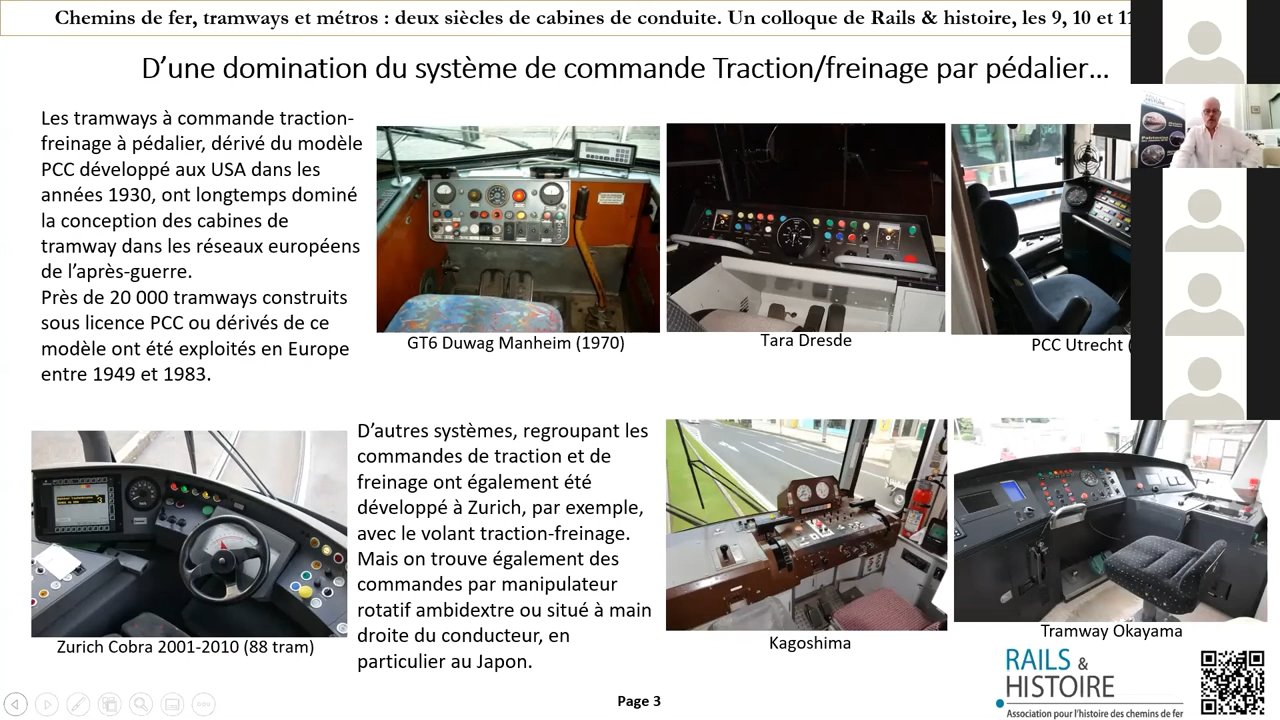 Chemins de fer, tramways et métros : deux siècles de cabines de conduite. Un colloque de Rails & histoire, les 9, 10 et 11
D’une domination du système de commande Traction/freinage par pédalier…
Les tramways à commande traction-
freinage à pédalier, dérivé du modèle
PCC développé aux USA dans les
années 1930, ont longtemps dominé
la conception des cabines de
tramway dans les réseaux européens
de l’après-guerre.
Près de 20 000 tramways construits
sous licence PCC ou dérivés de ce
modèle ont été exploités en Europe
entre 1949 et 1983.
GT6 Duwag Manheim (1970)
Tara Dresde
PCC Utrecht (
Zurich Cobra 2001-2010 (88 tram)
D’autres systèmes, regroupant les
commandes de traction et de
freinage ont également été
développé à Zurich, par exemple,
avec le volant traction-freinage.
Mais on trouve également des
commandes par manipulateur
rotatif ambidextre ou situé à main
droite du conducteur, en
particulier au Japon.
Kagoshima
Tramway Okayama
RAILS &
HISTOIRE
Association pour l’histoire des chemins de fer
Page 3